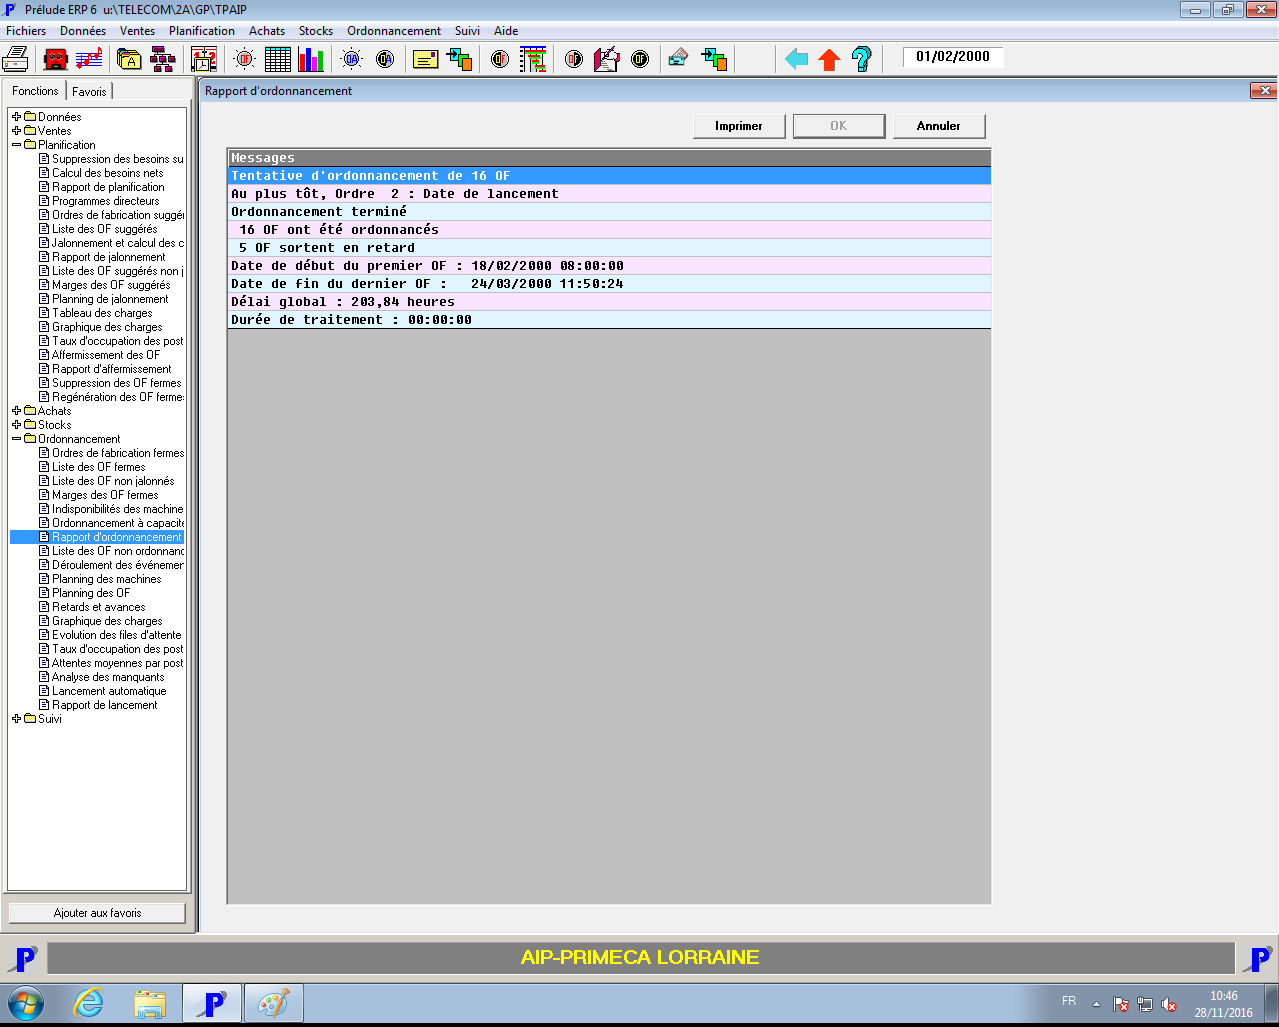 Prélude ERP 6 u:\TELECOM\2A\GP\TPAIP
Fichiers Données Ventes Planification Achats Stocks Ordonnancement Suivi Aide
01/02/2000
Fonctions Favoris
Rapport d'ordonnancement
Données
Ventes
Planification
Suppression des besoins su
Calcul des besoins nets
Rapport de planification
Programmes directeurs
Ordres de fabrication suggér
Liste des OF suggérés
Jalonnement et calcul des c
Rapport de jalonnement
Liste des OF suggérés non j
Marges des OF suggérés
Planning de jalonnement
Tableau des charges
Graphique des charges
Taux d'occupation des post
Affermissement des OF
Rapport d'affermissement
Suppression des OF fermes
Regénération des OF fermes
Achats
Stocks
Ordonnancement
Ordres de fabrication fermes
Liste des OF fermes
Liste des OF non jalonnés
Marges des OF fermes
Indisponibilités des machine
Ordonnancement à capacité
Rapport d'ordonnancement
Liste des OF non ordonnanc
Déroulement des événemer
Planning des machines
Planning des OF
Retards et avances
Graphique des charges
Evolution des files d'attente
Taux d'occupation des post
Attentes moyennes par post
Analyse des manquants
Lancement automatique
Rapport de lancement
Suivi
Ajouter aux favoris
Imprimer OK Annuler
Messages
Tentative d'ordonnancement de 16 OF
Au plus tôt, Ordre 2 : Date de lancement
Ordonnancement terminé
16 OF ont été ordonnancés
5 OF sortent en retard
Date de début du premier OF : 18/02/2000 08:00:00
Date de fin du dernier OF : 24/03/2000 11:50:24
Délai global : 203,84 heures
Durée de traitement : 00:00:00
AIP-PRIMECA LORRAINE
FR
10:46
28/11/2016